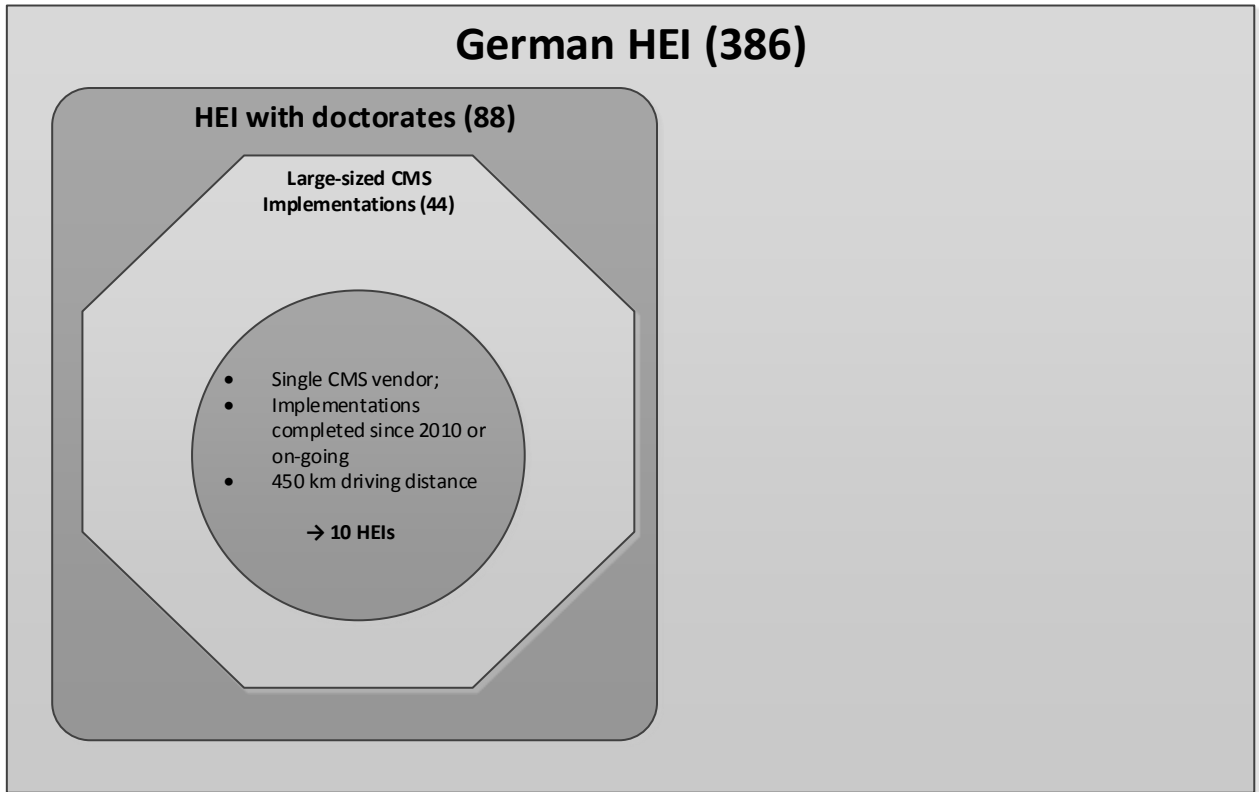 German HEI (386)
HEI with doctorates (88)
Large-sized CMS
Implementations (44)
• Single CMS vendor;
• Implementations
completed since 2010 or
on-going
• 450 km driving distance
→ 10 HEIs